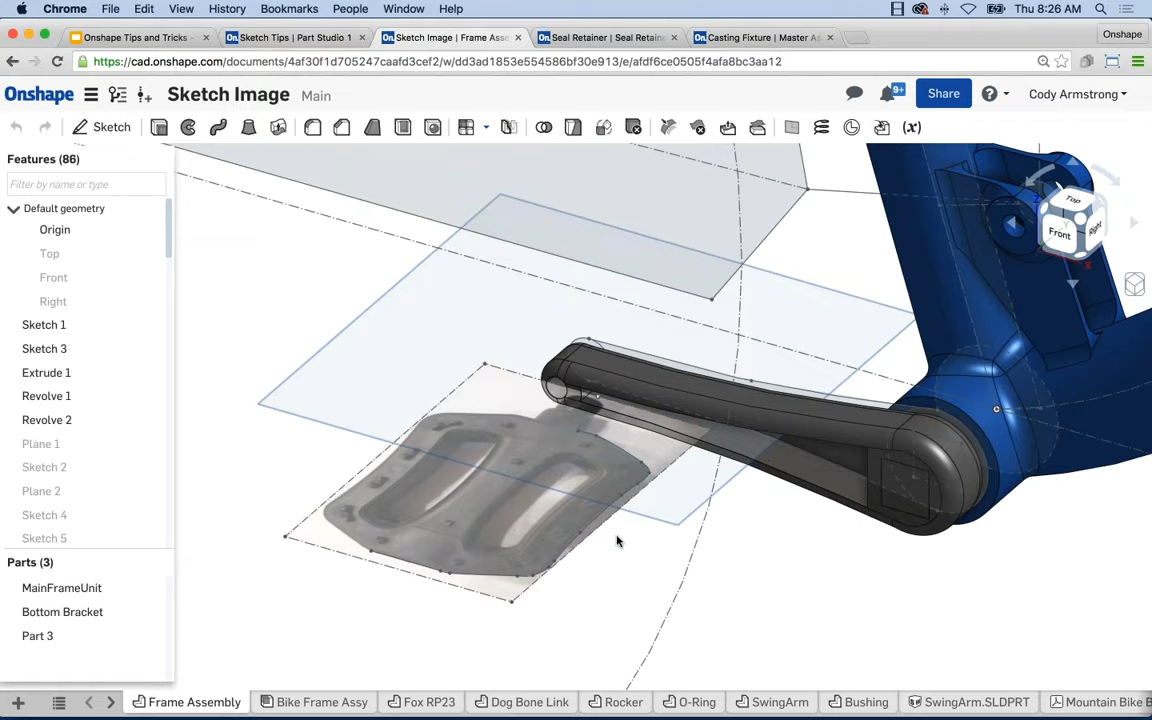 Chrome File Edit View History Bookmarks People Window Help Thu 8:26 AM
Onshape Tips and Tricks - × Sketch Tips | Part Studio 1 × Sketch Image | Frame Asse × Seal Retainer | Seal Retaine × Casting Fixture | Master As × Onshape
https://cad.onshape.com/documents/4af30f1d705247caafd3cef2/w/dd3ad1853e554586bf30e913/e/afdf6ce0505f4afa8bc3aa12
Onshape Sketch Image Main 9+ Share Cody Armstrong
Sketch (x)
Features (86)
Filter by name or type
Default geometry
Origin
Top
Front
Right
Sketch 1
Sketch 3
Extrude 1
Revolve 1
Revolve 2
Plane 1
Sketch 2
Plane 2
Sketch 4
Sketch 5
Parts (3)
MainFrameUnit
Bottom Bracket
Part 3
Top
Front
Right
Z
X
Frame Assembly Bike Frame Assy Fox RP23 Dog Bone Link Rocker O-Ring SwingArm Bushing SwingArm.SLDPRT Mountain Bike B